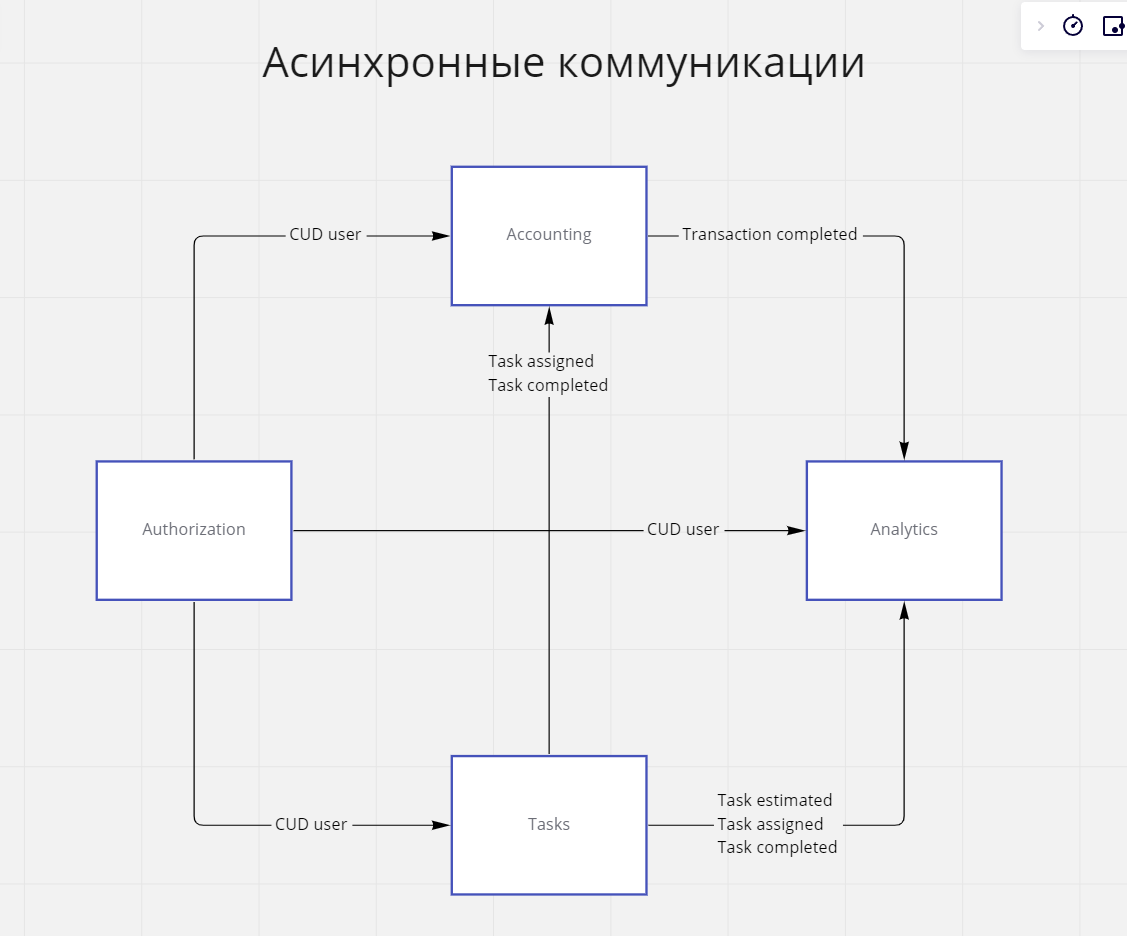 Асинхронные коммуникации
Accounting
CUD user
Transaction completed
Task assigned
Task completed
Authorization
CUD user
Analytics
CUD user
Tasks
Task estimated
Task assigned
Task completed